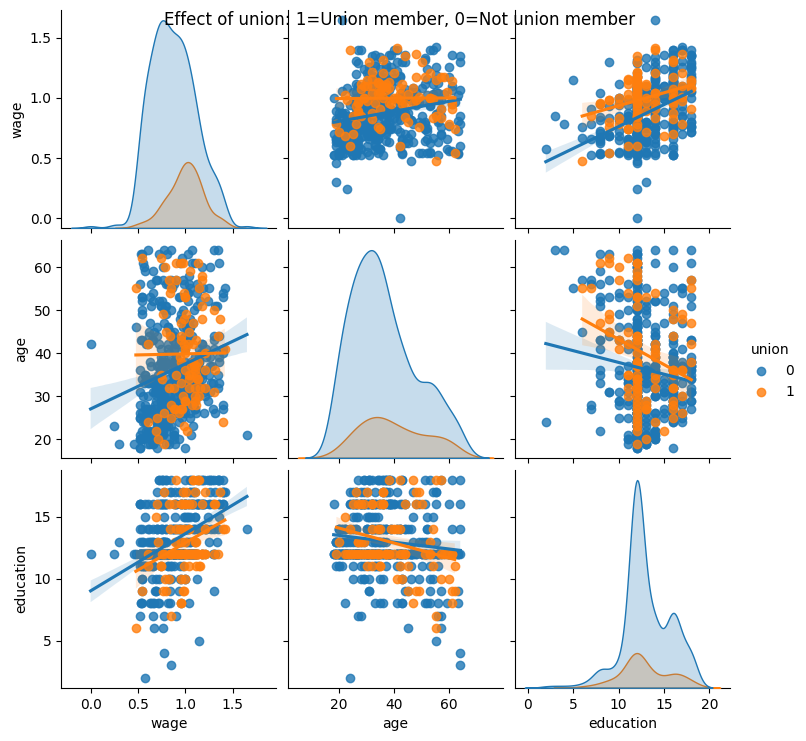 Effect of union: 1=Union member, 0=Not union member
wage
1.5
1.0
0.5
0.0
age
60
50
40
30
20
union
0
1
education
15
10
5
0.0 0.5 1.0 1.5
20 40 60
0 5 10 15 20
wage
age
education